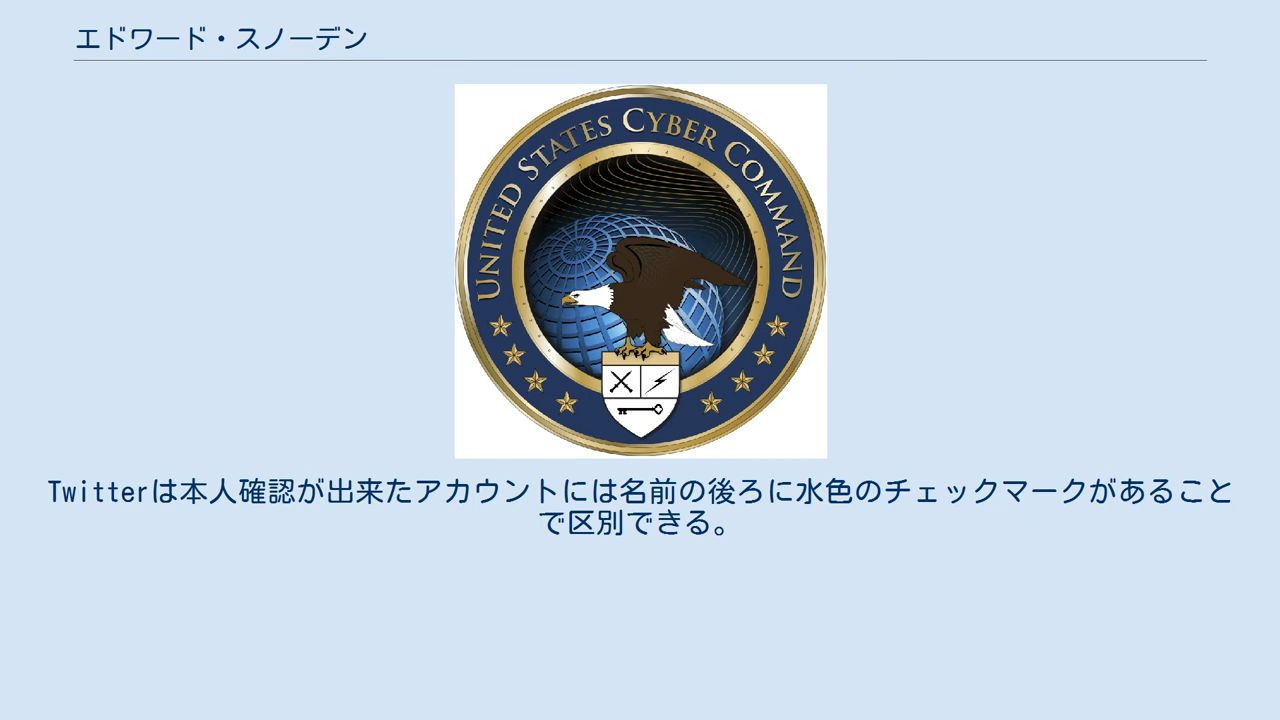 エドワード・スノーデン
UNITED STATES CYBER COMMAND
Twitterは本人確認が出来たアカウントには名前の後ろに水色のチェックマークがあること
で区別できる。